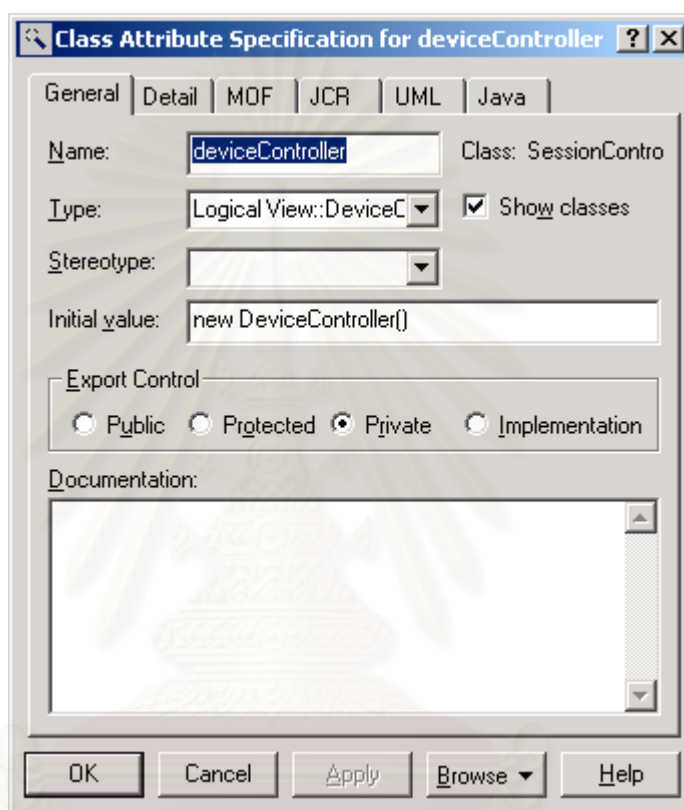 Class Attribute Specification for deviceController
General Detail MOF JCR UML Java
Name: deviceController Class: SessionContro
Type: Logical View::DeviceC Show classes
Stereotype:
Initial value: new DeviceController()
Export Control
Public Protected Private Implementation
Documentation:
OK Cancel Apply Browse Help